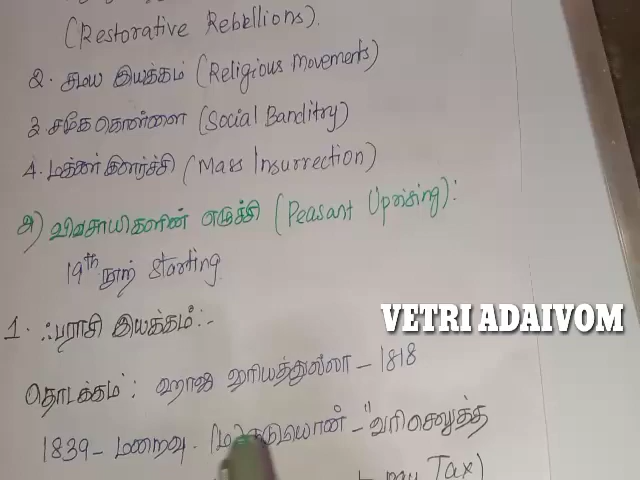 (Restorative Rebellions).
2. சமய இயக்கம் (Religious Movements)
3. சமூக கொள்ளை (Social Banditry)
4. மக்கள் கிளர்ச்சி (Mass Insurrection)
அ) விவசாயிகளின் எழுச்சி (Peasant Uprising):
19th நூற் Starting
1. ஃபராசி இயக்கம்:-
VETRI ADAIVOM
தொடக்கம்: ஹாஜி ஷரியத்துல்லா - 1818
1839 - மறைவு. - "வரிசெலுத்த
pay Tax)